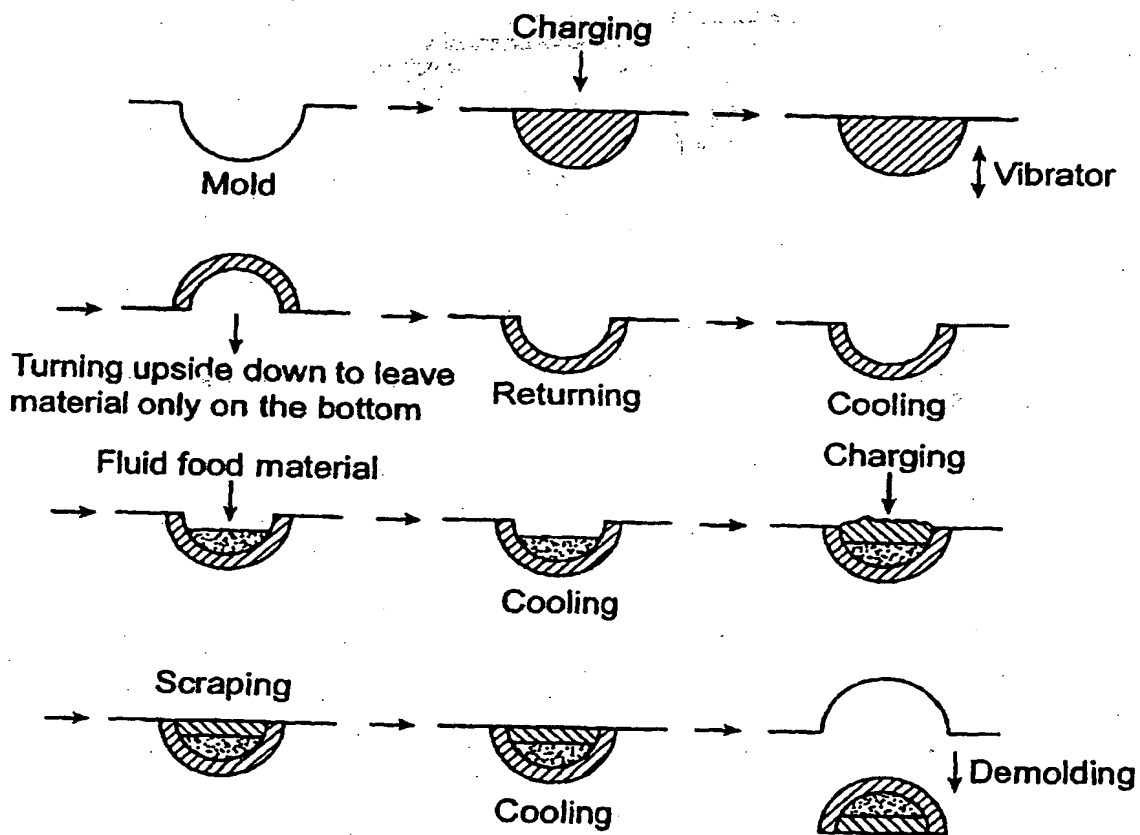 Charging
Mold
Vibrator
Turning upside down to leave
material only on the bottom
Returning
Cooling
Fluid food material
Charging
Cooling
Scraping
Cooling
Demolding